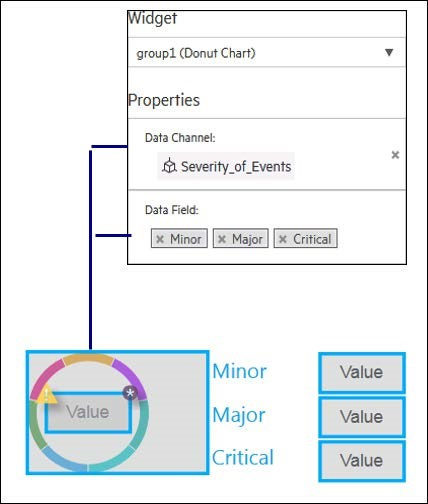 Widget
group1 (Donut Chart)
Properties
Data Channel:
Severity_of_Events
Data Field:
× Minor × Major × Critical
Value
Minor Value
Major Value
Critical Value